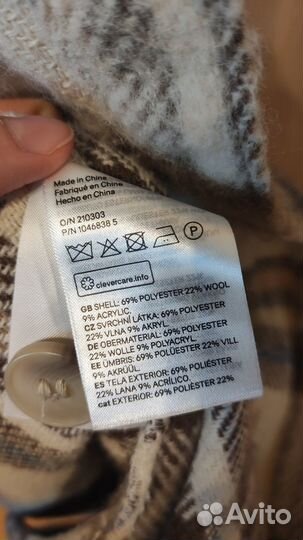 Made in China
Fabriqué en China
Hecho en China
O/N 210303
P/N 1046838 5
P
clevercare.info
GB SHELL: 69% POLYESTER 22% WOOL
9% ACRYLIC.
CZ SVRCHNÍ LÁTKA: 69% POLYESTER
22% VLNA 9% AKRYL.
DE OBERMATERIAL: 69% POLYESTER
22% WOLLE 9% POLYACRYL.
EE ÜMBRIS: 69% POLÜESTER 22% VILL
9% AKRÜÜL.
ES TELA EXTERIOR: 69% POLIÉSTER
22% LANA 9% ACRÍLICO.
cat EXTERIOR: 69% POLIÈSTER 22%
Avito